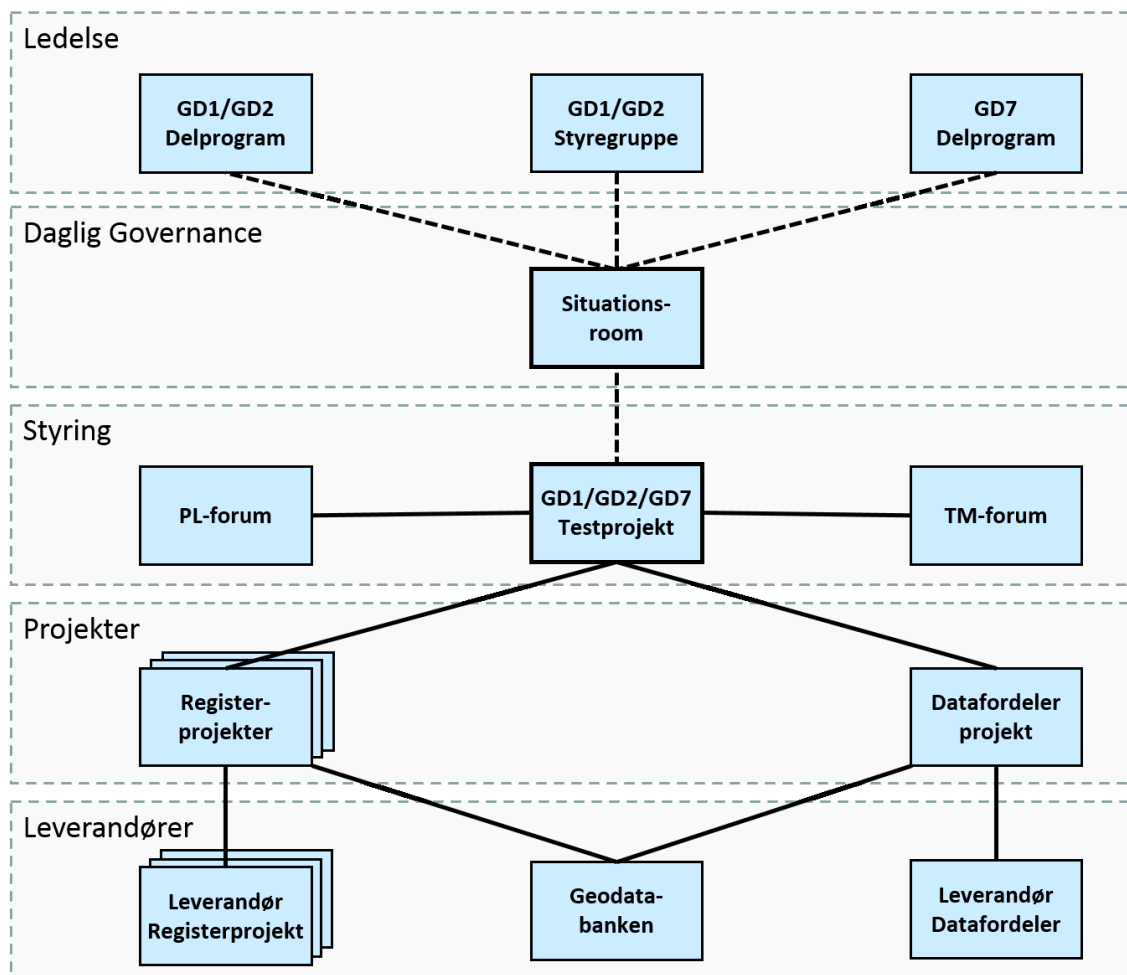 Ledelse
GD1/GD2
Delprogram
GD1/GD2
Styregruppe
GD7
Delprogram
Daglig Governance
Situations-
room
Styring
PL-forum
GD1/GD2/GD7
Testprojekt
TM-forum
Projekter
Register-
projekter
Datafordeler
projekt
Leverandører
Leverandør
Registerprojekt
Geodata-
banken
Leverandør
Datafordeler